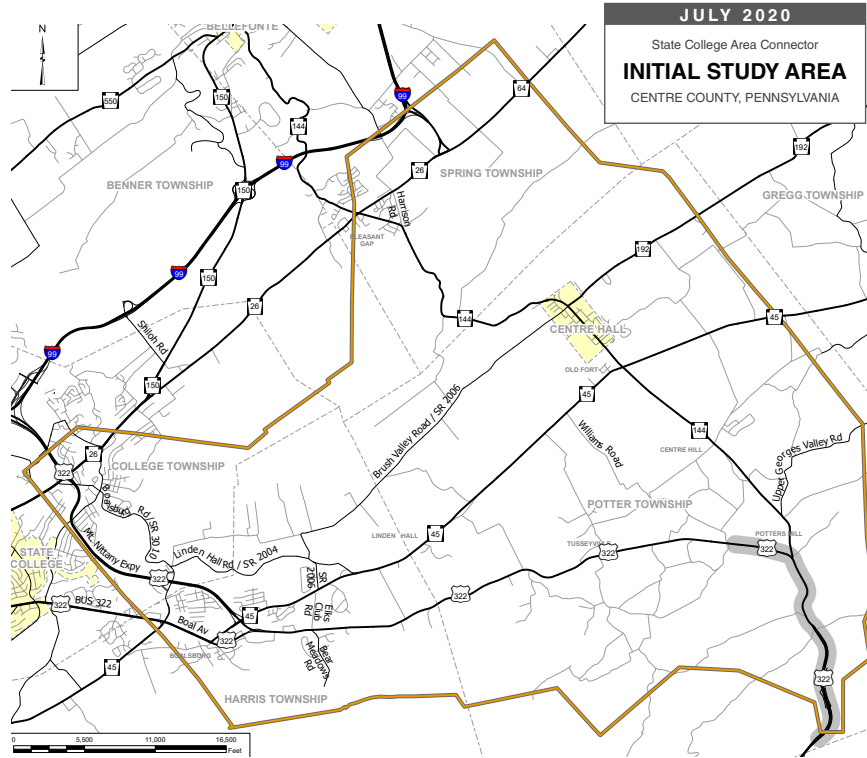 JULY 2020
State College Area Connector
INITIAL STUDY AREA
CENTRE COUNTY, PENNSYLVANIA
N
BELLEFONTE
550
150
144
99
64
26
192
99
BENNER TOWNSHIP
150
SPRING TOWNSHIP
GREGG TOWNSHIP
Harrison Rd
PLEASANT GAP
192
99
150
26
144
45
Shiloh Rd
CENTRE HALL
99
OLD FORT
150
45
Brush Valley Road / SR 2006
Williams Road
144
Upper Georges Valley Rd
26
322
COLLEGE TOWNSHIP
CENTRE HILL
Boalsburg Rd / SR 3010
POTTER TOWNSHIP
Mt. Nittany Expy
45
LINDEN HALL
TUSSEYVILLE
322
POTTERS HILL
322
STATE COLLEGE
Linden Hall Rd / SR 2004
322
SR 2006
322
322
BUS 322
45
Elks Club Rd
Boal Av
322
BOALSBURG
Bear Meadows Rd
45
322
HARRIS TOWNSHIP
0 5,500 11,000 16,500
Feet